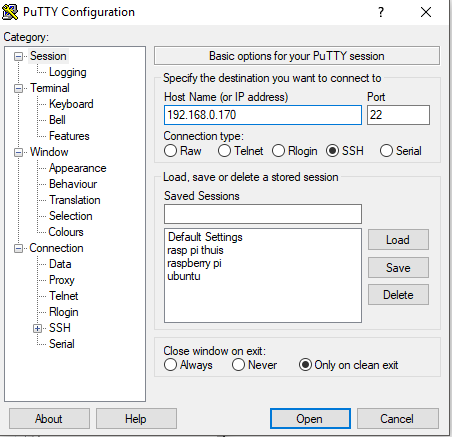 PuTTY Configuration
?
Category:
Session
Logging
Terminal
Keyboard
Bell
Features
Window
Appearance
Behaviour
Translation
Selection
Colours
Connection
Data
Proxy
Telnet
Rlogin
SSH
Serial
Basic options for your PuTTY session
Specify the destination you want to connect to
Host Name (or IP address) Port
192.168.0.170 22
Connection type:
Raw Telnet Rlogin SSH Serial
Load, save or delete a stored session
Saved Sessions
Default Settings
rasp pi thuis
raspberry pi
ubuntu
Load
Save
Delete
Close window on exit:
Always Never Only on clean exit
About Help Open Cancel